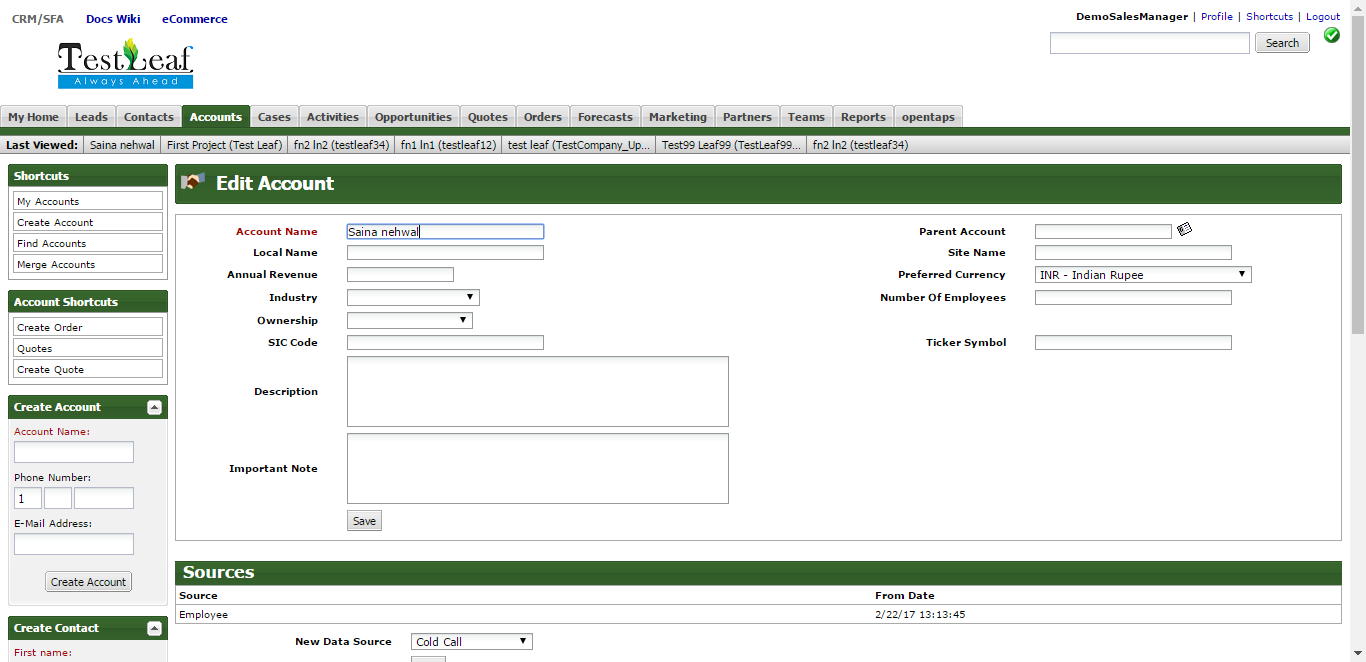 CRM/SFA Docs Wiki eCommerce
DemoSalesManager | Profile | Shortcuts | Logout
Search
TestLeaf
Always Ahead
My Home Leads Contacts Accounts Cases Activities Opportunities Quotes Orders Forecasts Marketing Partners Teams Reports opentaps
Last Viewed: Saina nehwal First Project (Test Leaf) fn2 ln2 (testleaf34) fn1 ln1 (testleaf12) test leaf (TestCompany_Up... Test99 Leaf99 (TestLeaf99... fn2 ln2 (testleaf34)
Shortcuts
My Accounts
Create Account
Find Accounts
Merge Accounts
Account Shortcuts
Create Order
Quotes
Create Quote
Create Account
Account Name:
Phone Number:
1
E-Mail Address:
Create Account
Create Contact
First name:
Edit Account
Account Name Saina nehwal Parent Account
Local Name Site Name
Annual Revenue Preferred Currency INR - Indian Rupee
Industry Number Of Employees
Ownership
SIC Code Ticker Symbol
Description
Important Note
Save
Sources
Source From Date
Employee 2/22/17 13:13:45
New Data Source Cold Call